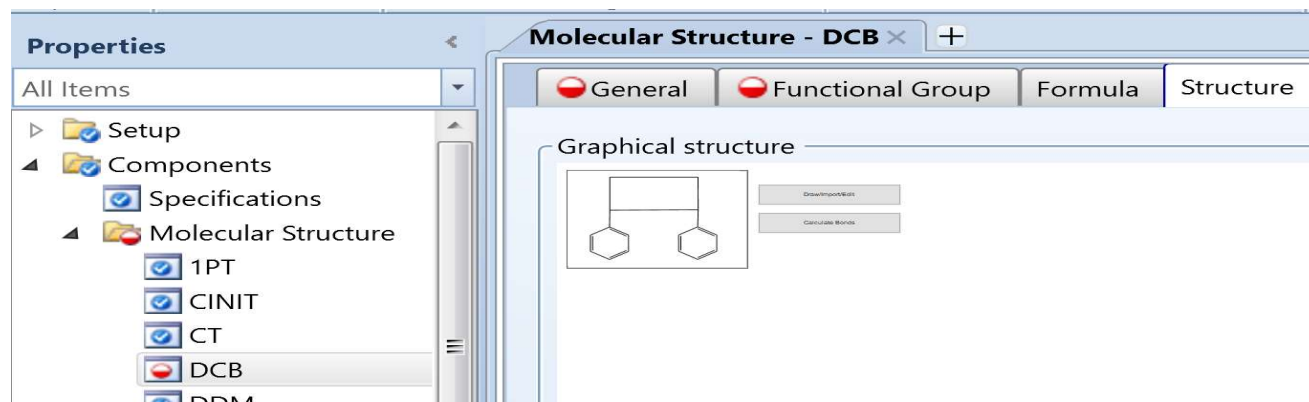 Properties
All Items
Setup
Components
Specifications
Molecular Structure
1PT
CINIT
CT
DCB
DDM
Molecular Structure - DCB
General
Functional Group
Formula
Structure
Graphical structure
Draw/Import/Edit
Calculate Bonds